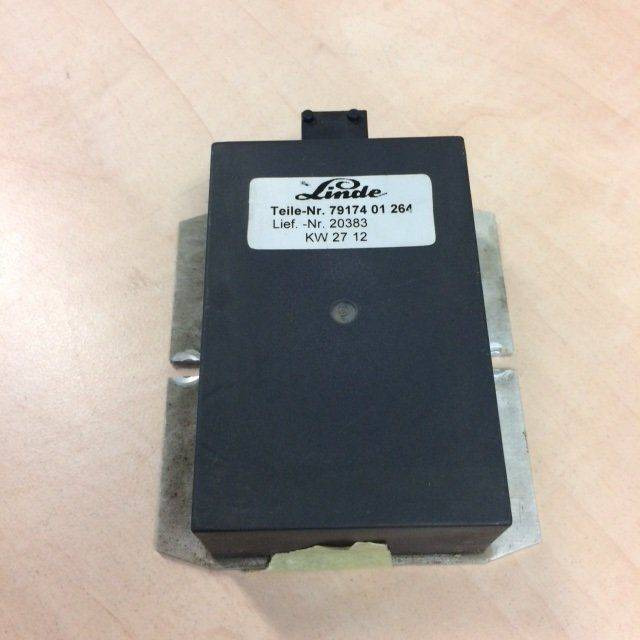 Linde
Teile-Nr. 79174 01 264
Lief. -Nr. 20383
KW 27 12